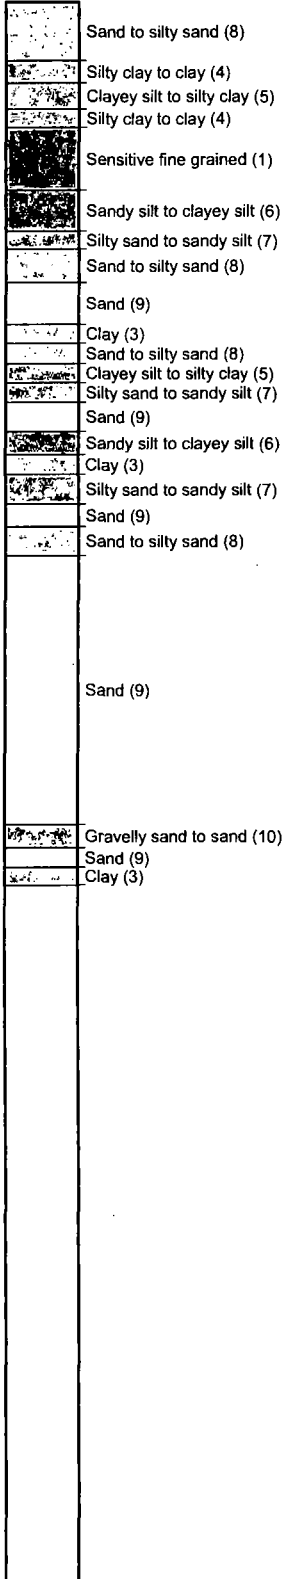 Sand to silty sand (8)
Silty clay to clay (4)
Clayey silt to silty clay (5)
Silty clay to clay (4)
Sensitive fine grained (1)
Sandy silt to clayey silt (6)
Silty sand to sandy silt (7)
Sand to silty sand (8)
Sand (9)
Clay (3)
Sand to silty sand (8)
Clayey silt to silty clay (5)
Silty sand to sandy silt (7)
Sand (9)
Sandy silt to clayey silt (6)
Clay (3)
Silty sand to sandy silt (7)
Sand (9)
Sand to silty sand (8)
Sand (9)
Gravelly sand to sand (10)
Sand (9)
Clay (3)